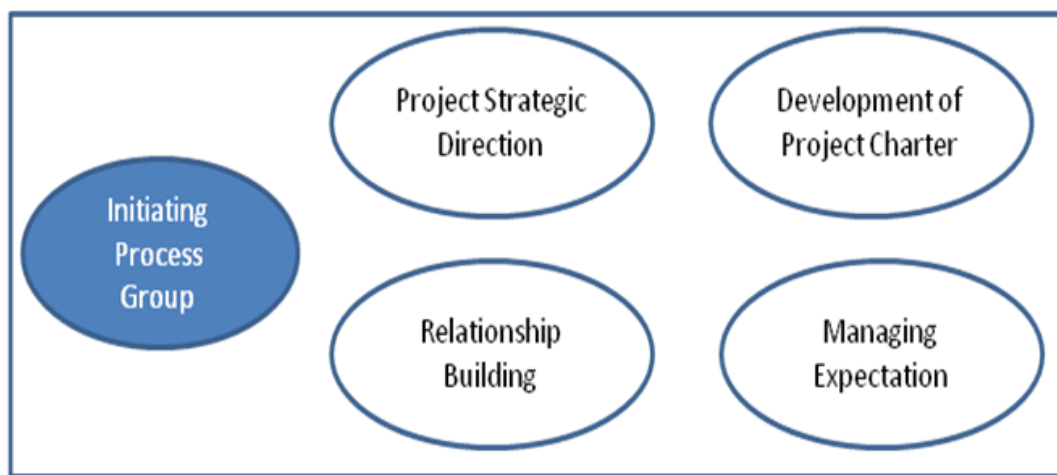 Initiating
Process
Group
Project Strategic
Direction
Development of
Project Charter
Relationship
Building
Managing
Expectation